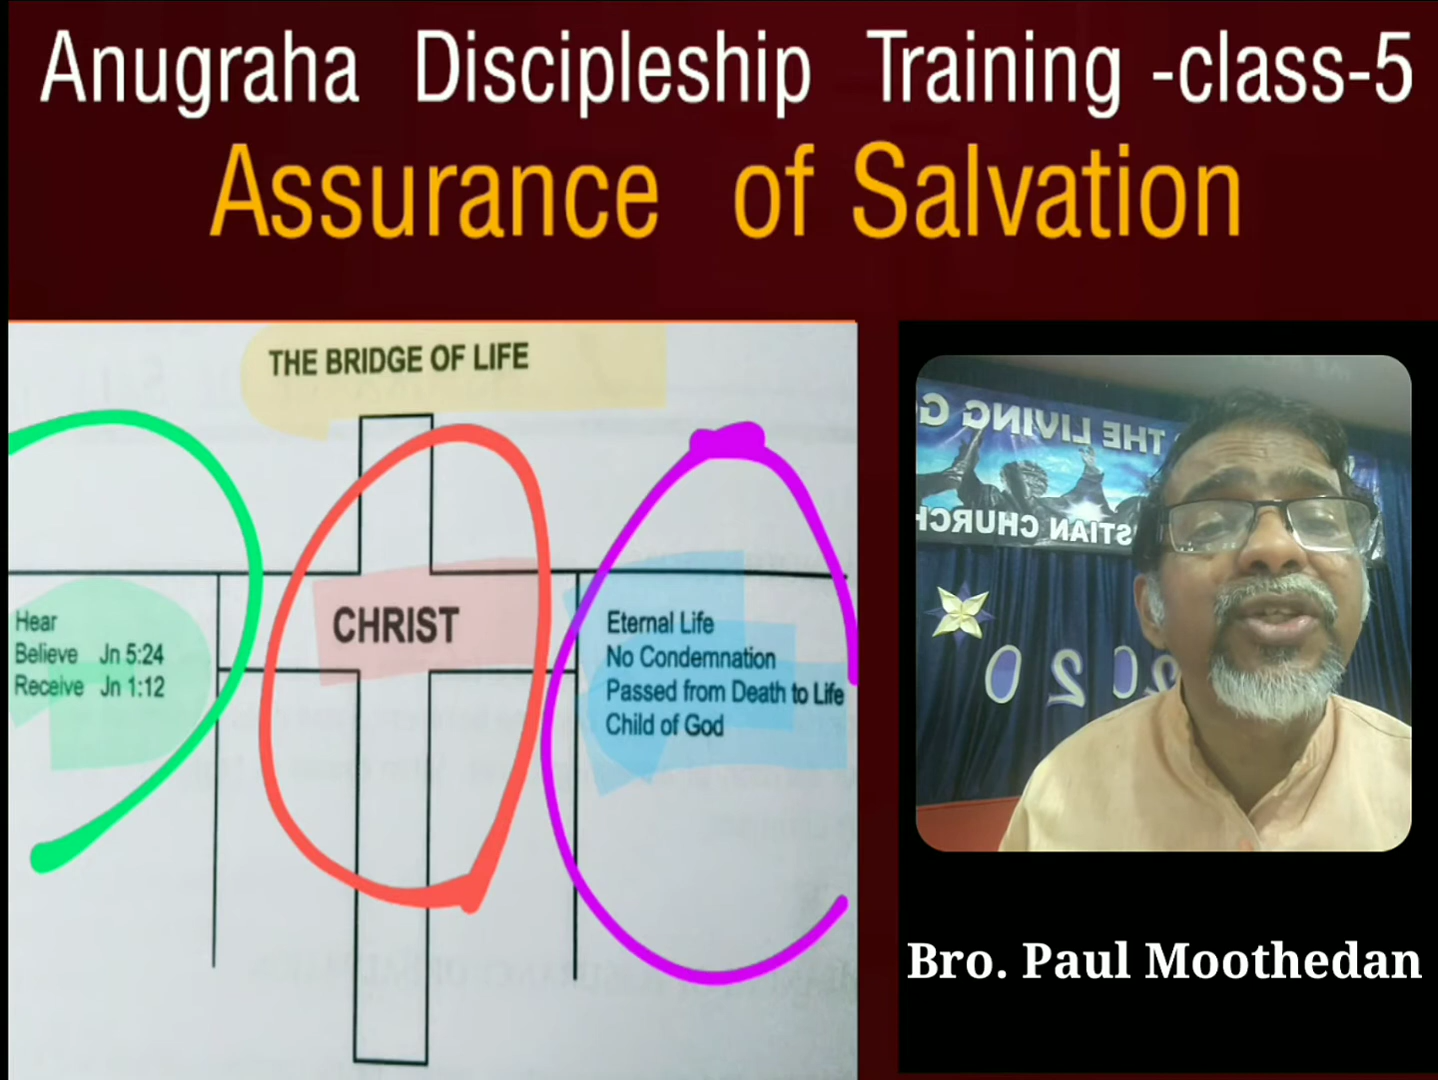 Anugraha Discipleship Training -class-5
Assurance of Salvation
THE BRIDGE OF LIFE
Hear
Believe Jn 5:24
Receive Jn 1:12
CHRIST
Eternal Life
No Condemnation
Passed from Death to Life
Child of God
THE LIVING G
STIAN CHURCH
2020
Bro. Paul Moothedan